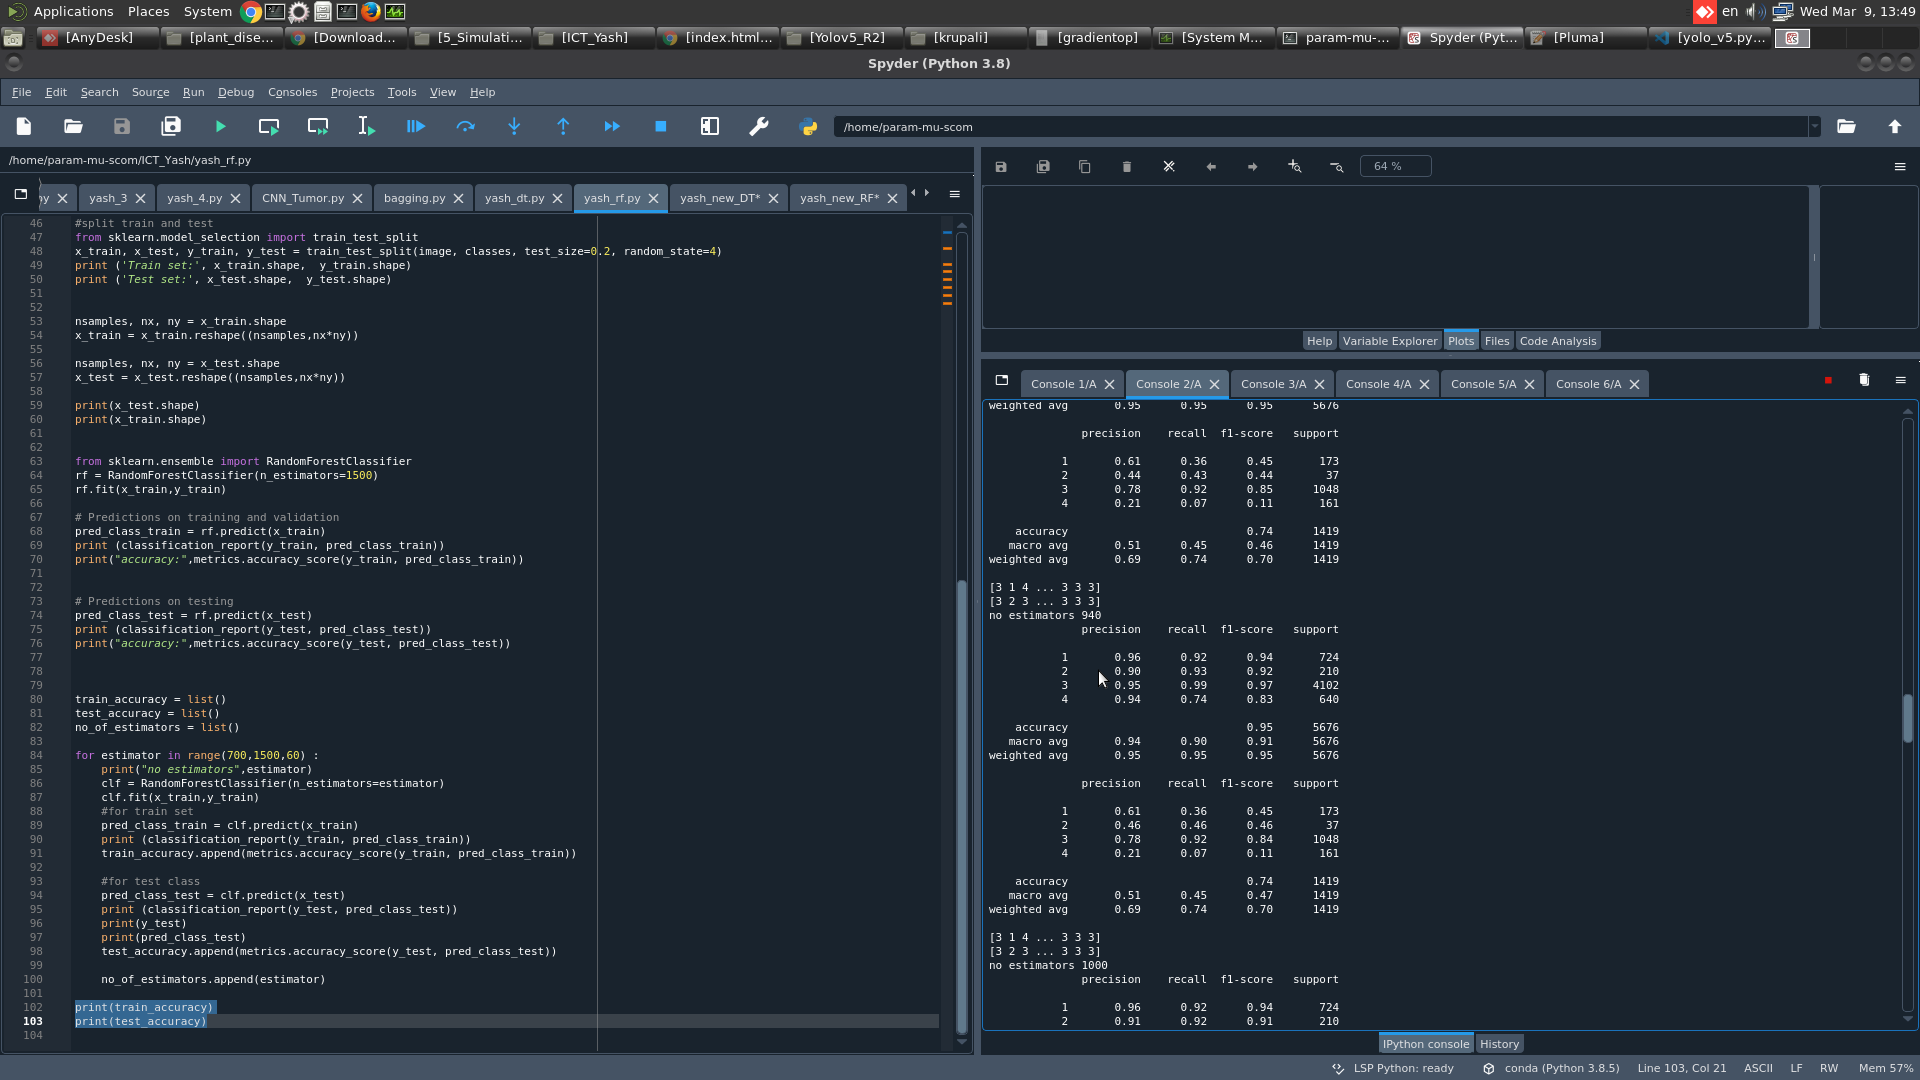 Applications Places System en Wed Mar 9, 13:49
[AnyDesk] [plant_dise... [Download... [5_Simulati... [ICT_Yash] [index.html... [Yolov5_R2] [krupali] [gradientop] [System M... param-mu-... Spyder (Pyt... [Pluma] [yolo_v5.py...
Spyder (Python 3.8)
File Edit Search Source Run Debug Consoles Projects Tools View Help
/home/param-mu-scom
/home/param-mu-scom/ICT_Yash/yash_rf.py
py yash_3 yash_4.py CNN_Tumor.py bagging.py yash_dt.py yash_rf.py yash_new_DT* yash_new_RF*
46 #split train and test
47 from sklearn.model_selection import train_test_split
48 x_train, x_test, y_train, y_test = train_test_split(image, classes, test_size=0.2, random_state=4)
49 print ('Train set:', x_train.shape,  y_train.shape)
50 print ('Test set:', x_test.shape,  y_test.shape)
51
52
53 nsamples, nx, ny = x_train.shape
54 x_train = x_train.reshape((nsamples,nx*ny))
55
56 nsamples, nx, ny = x_test.shape
57 x_test = x_test.reshape((nsamples,nx*ny))
58
59 print(x_test.shape)
60 print(x_train.shape)
61
62
63 from sklearn.ensemble import RandomForestClassifier
64 rf = RandomForestClassifier(n_estimators=1500)
65 rf.fit(x_train,y_train)
66
67 # Predictions on training and validation
68 pred_class_train = rf.predict(x_train)
69 print (classification_report(y_train, pred_class_train))
70 print("accuracy:",metrics.accuracy_score(y_train, pred_class_train))
71
72
73 # Predictions on testing
74 pred_class_test = rf.predict(x_test)
75 print (classification_report(y_test, pred_class_test))
76 print("accuracy:",metrics.accuracy_score(y_test, pred_class_test))
77
78
79
80 train_accuracy = list()
81 test_accuracy = list()
82 no_of_estimators = list()
83
84 for estimator in range(700,1500,60) :
85     print("no estimators",estimator)
86     clf = RandomForestClassifier(n_estimators=estimator)
87     clf.fit(x_train,y_train)
88     #for train set
89     pred_class_train = clf.predict(x_train)
90     print (classification_report(y_train, pred_class_train))
91     train_accuracy.append(metrics.accuracy_score(y_train, pred_class_train))
92
93     #for test class
94     pred_class_test = clf.predict(x_test)
95     print (classification_report(y_test, pred_class_test))
96     print(y_test)
97     print(pred_class_test)
98     test_accuracy.append(metrics.accuracy_score(y_test, pred_class_test))
99
100     no_of_estimators.append(estimator)
101
102 print(train_accuracy)
103 print(test_accuracy)
104
64 %
Help Variable Explorer Plots Files Code Analysis
Console 1/A Console 2/A Console 3/A Console 4/A Console 5/A Console 6/A
weighted avg 0.95 0.95 0.95 5676
precision recall f1-score support
1 0.61 0.36 0.45 173
2 0.44 0.43 0.44 37
3 0.78 0.92 0.85 1048
4 0.21 0.07 0.11 161
accuracy 0.74 1419
macro avg 0.51 0.45 0.46 1419
weighted avg 0.69 0.74 0.70 1419
[3 1 4 ... 3 3 3]
[3 2 3 ... 3 3 3]
no estimators 940
precision recall f1-score support
1 0.96 0.92 0.94 724
2 0.90 0.93 0.92 210
3 0.95 0.99 0.97 4102
4 0.94 0.74 0.83 640
accuracy 0.95 5676
macro avg 0.94 0.90 0.91 5676
weighted avg 0.95 0.95 0.95 5676
precision recall f1-score support
1 0.61 0.36 0.45 173
2 0.46 0.46 0.46 37
3 0.78 0.92 0.84 1048
4 0.21 0.07 0.11 161
accuracy 0.74 1419
macro avg 0.51 0.45 0.47 1419
weighted avg 0.69 0.74 0.70 1419
[3 1 4 ... 3 3 3]
[3 2 3 ... 3 3 3]
no estimators 1000
precision recall f1-score support
1 0.96 0.92 0.94 724
2 0.91 0.92 0.91 210
IPython console History
LSP Python: ready conda (Python 3.8.5) Line 103, Col 21 ASCII LF RW Mem 57%